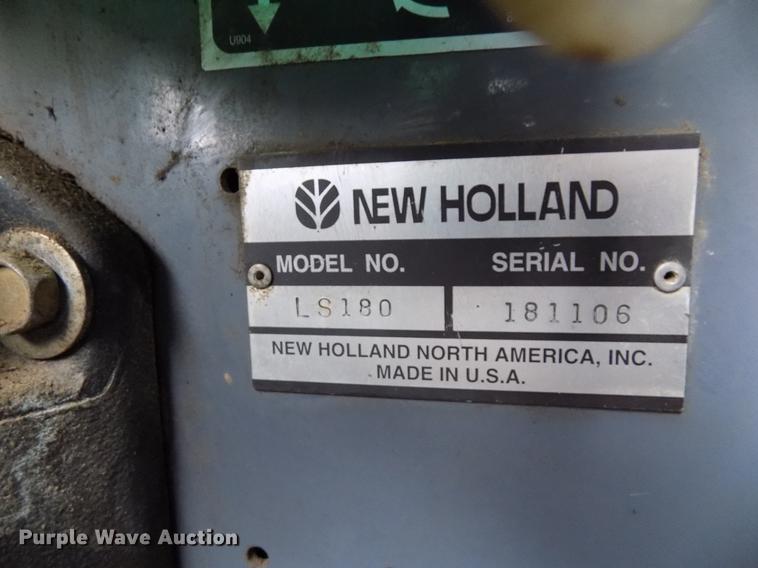 U904
NEW HOLLAND
MODEL NO. SERIAL NO.
LS180 181106
NEW HOLLAND NORTH AMERICA, INC.
MADE IN U.S.A.
Purple Wave Auction